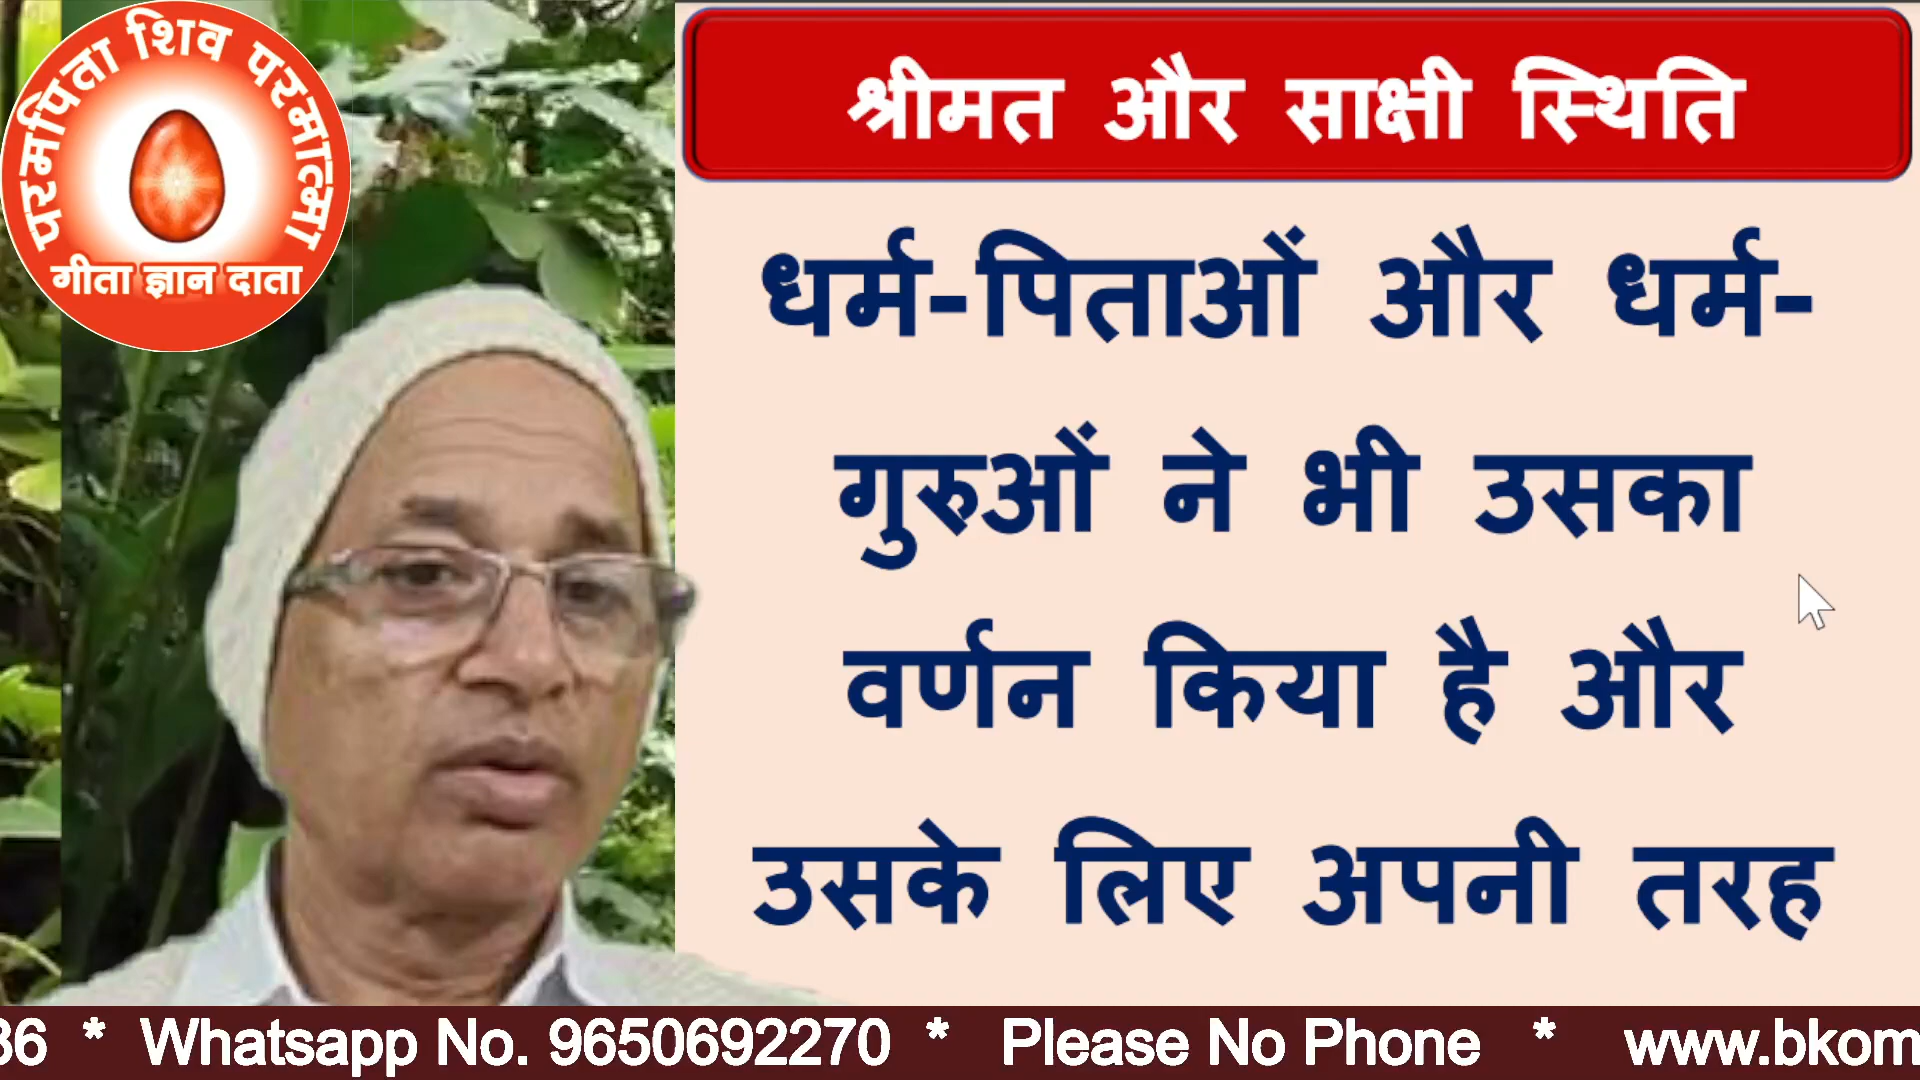 परमपिता शिव परमात्मा
गीता ज्ञान दाता
श्रीमत और साक्षी स्थिति
धर्म-पिताओं और धर्म-
गुरुओं ने भी उसका
वर्णन किया है और
उसके लिए अपनी तरह
36 * Whatsapp No. 9650692270 * Please No Phone * www.bkom